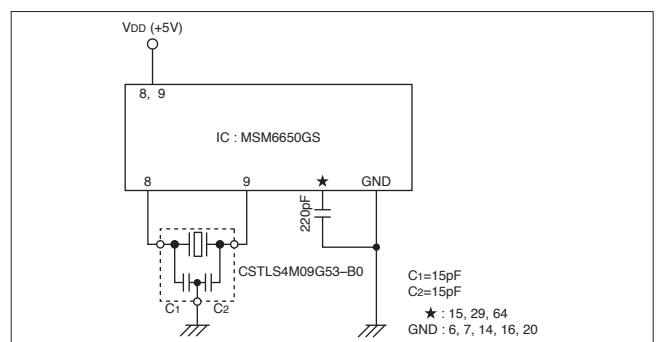 VDD (+5V)
8, 9
IC : MSM6650GS
8 9 ★ GND
220pF
CSTLS4M09G53–B0
C1 C2
C1=15pF
C2=15pF
★ : 15, 29, 64
GND : 6, 7, 14, 16, 20